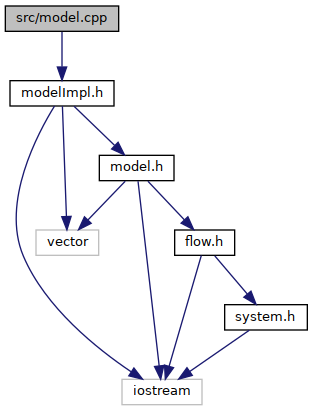 src/model.cpp
modelImpl.h
model.h
vector
flow.h
system.h
iostream